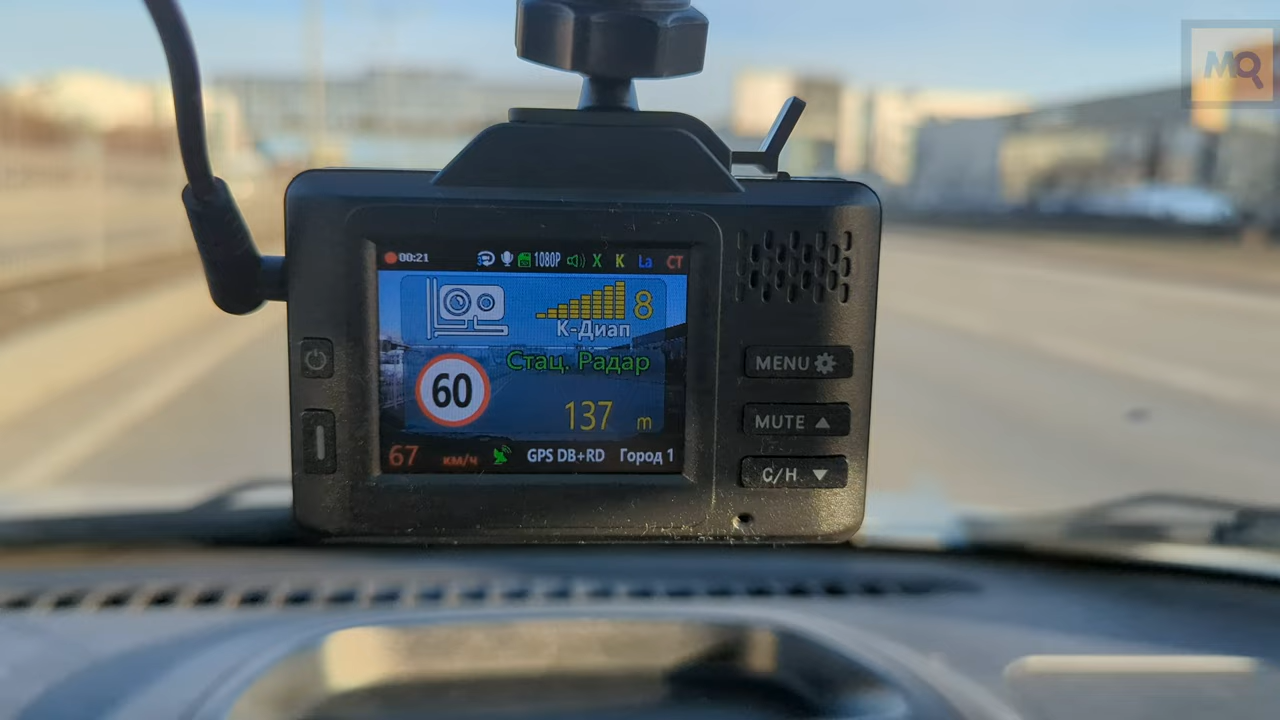 MQ
00:21 1080P X K La CT
8
К-Диап
Стац. Радар
60
137 m
67 км/ч GPS DB+RD Город 1
MENU
MUTE
C/H